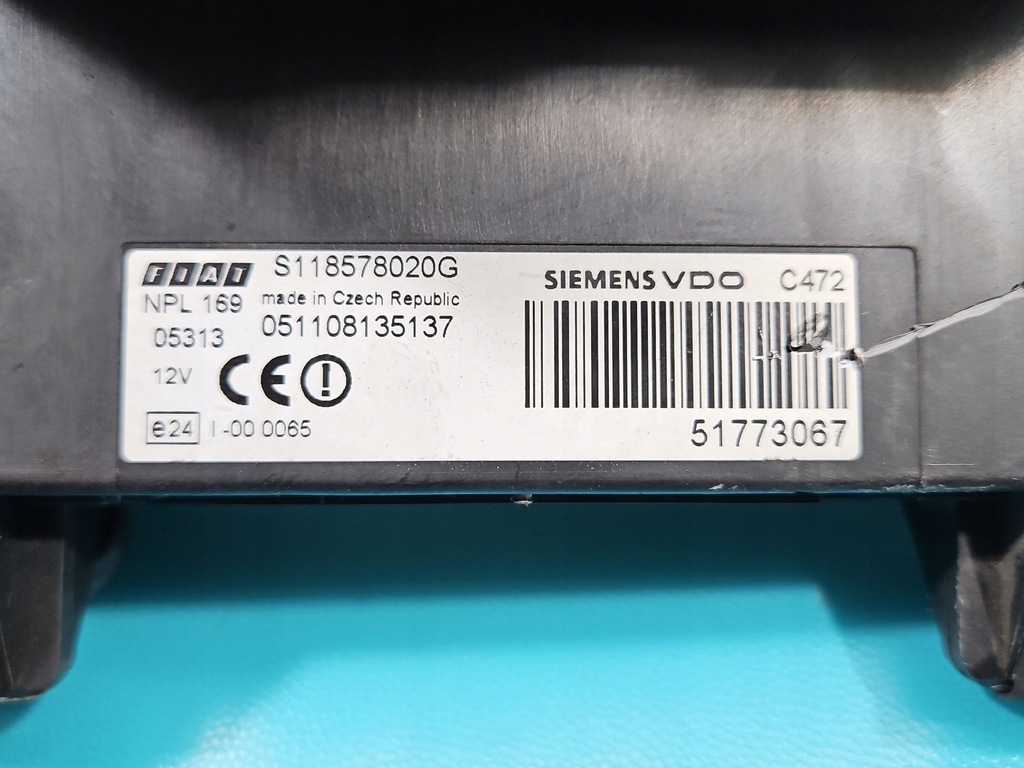 FIAT S118578020G SIEMENS VDO C472
NPL 169 made in Czech Republic
05313 051108135137
12V CE
e24 I -00 0065
51773067